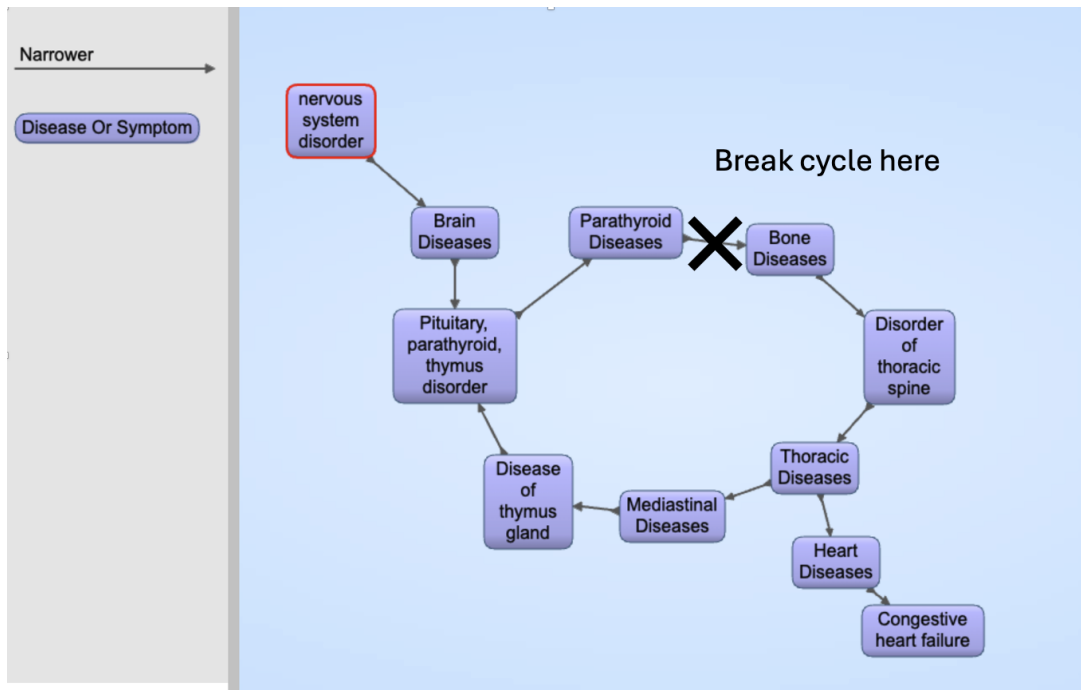 Narrower
Disease Or Symptom
nervous
system
disorder
Break cycle here
Brain
Diseases
Parathyroid
Diseases
Bone
Diseases
Pituitary,
parathyroid,
thymus
disorder
Disorder
of
thoracic
spine
Thoracic
Diseases
Disease
of
thymus
gland
Mediastinal
Diseases
Heart
Diseases
Congestive
heart failure